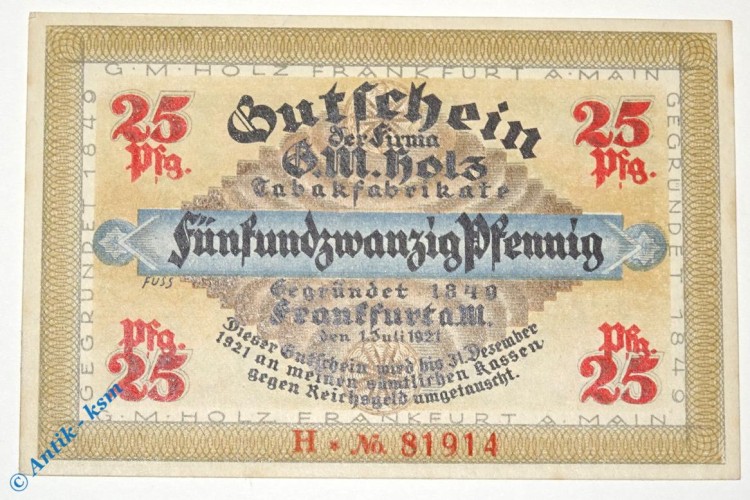 G·M·HOLZ FRANKFURT A·MAIN
GEGRÜNDET 1849
GEGRÜNDET 1849
25
Pfg.
25
Pfg.
Gutschein
der Firma
G.M. Holz
Tabakfabrikate
Fünfundzwanzig Pfennig
FUSS
Gegründet 1849
Frankfurt a.M.
den 1. Juli 1921
Dieser Gutschein wird bis 31. Dezember
1921 an meinen sämtlichen Kassen
gegen Reichsgeld umgetauscht.
Pfg.
25
Pfg.
25
G·M·HOLZ FRANKFURT A·MAIN
H * No. 81914
© Antik - ksm